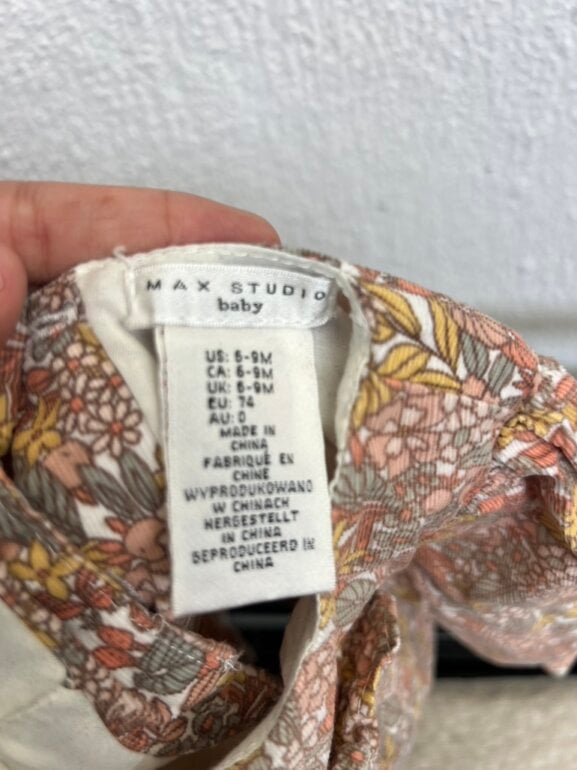 MAX STUDIO
baby
US: 6-9M
CA: 6-9M
UK: 6-9M
EU: 74
AU: 0
MADE IN
CHINA
FABRIQUÉ EN
CHINE
WYPRODUKOWANO
W CHINACH
HERGESTELLT
IN CHINA
GEPRODUCEERD IN
CHINA